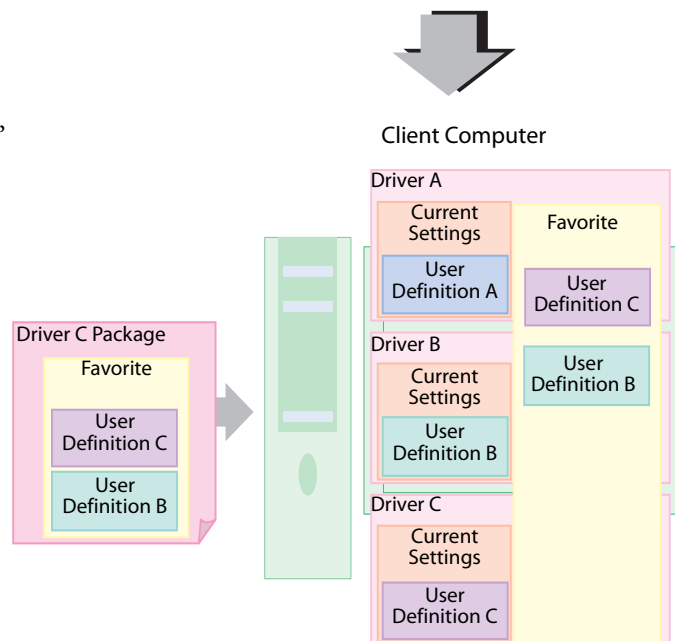 ,
Client Computer
Driver A
Current
Settings
User
Definition A
Favorite
User
Definition C
User
Definition B
Driver B
Current
Settings
User
Definition B
Driver C
Current
Settings
User
Definition C
Driver C Package
Favorite
User
Definition C
User
Definition B